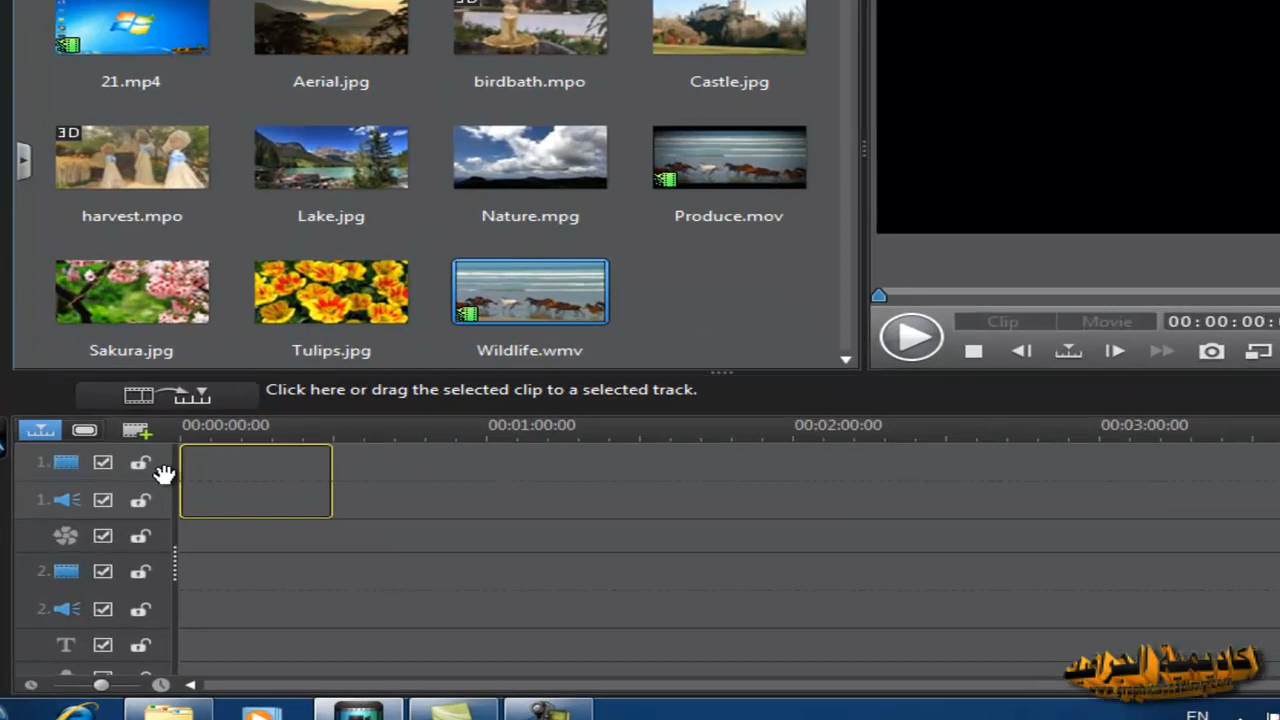 21.mp4
Aerial.jpg
birdbath.mpo
Castle.jpg
3D
harvest.mpo
Lake.jpg
Nature.mpg
Produce.mov
Sakura.jpg
Tulips.jpg
Wildlife.wmv
Clip
Movie
00:00:00:
Click here or drag the selected clip to a selected track.
00:00:00:00
00:01:00:00
00:02:00:00
00:03:00:00
1.
1.
2.
2.
T
أكاديمية الجرافيك
EN